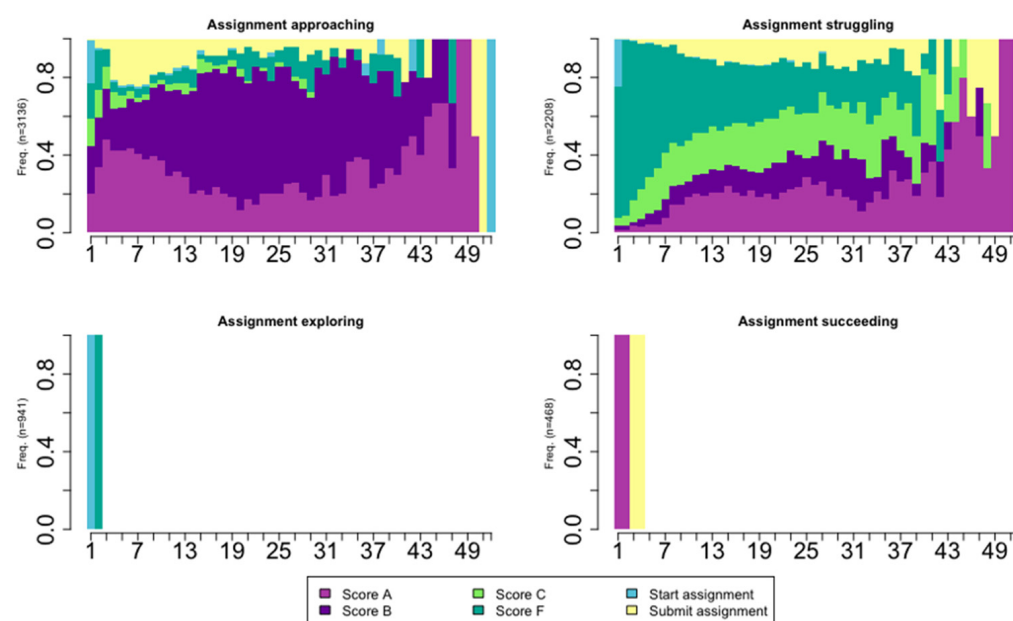 Assignment approaching
Freq. (n=3136)
0.0 0.4 0.8
1 7 13 19 25 31 37 43 49
Assignment struggling
Freq. (n=2208)
0.0 0.4 0.8
1 7 13 19 25 31 37 43 49
Assignment exploring
Freq. (n=941)
0.0 0.4 0.8
1 7 13 19 25 31 37 43 49
Assignment succeeding
Freq. (n=468)
0.0 0.4 0.8
1 7 13 19 25 31 37 43 49
Score A Score C Start assignment
Score B Score F Submit assignment